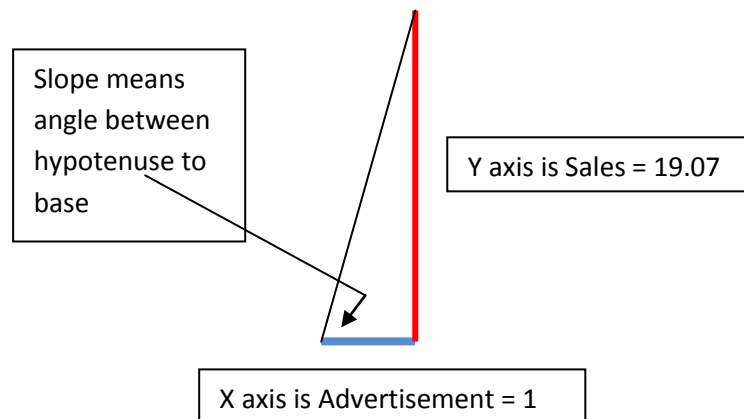 Slope means
angle between
hypotenuse to
base
Y axis is Sales = 19.07
X axis is Advertisement = 1